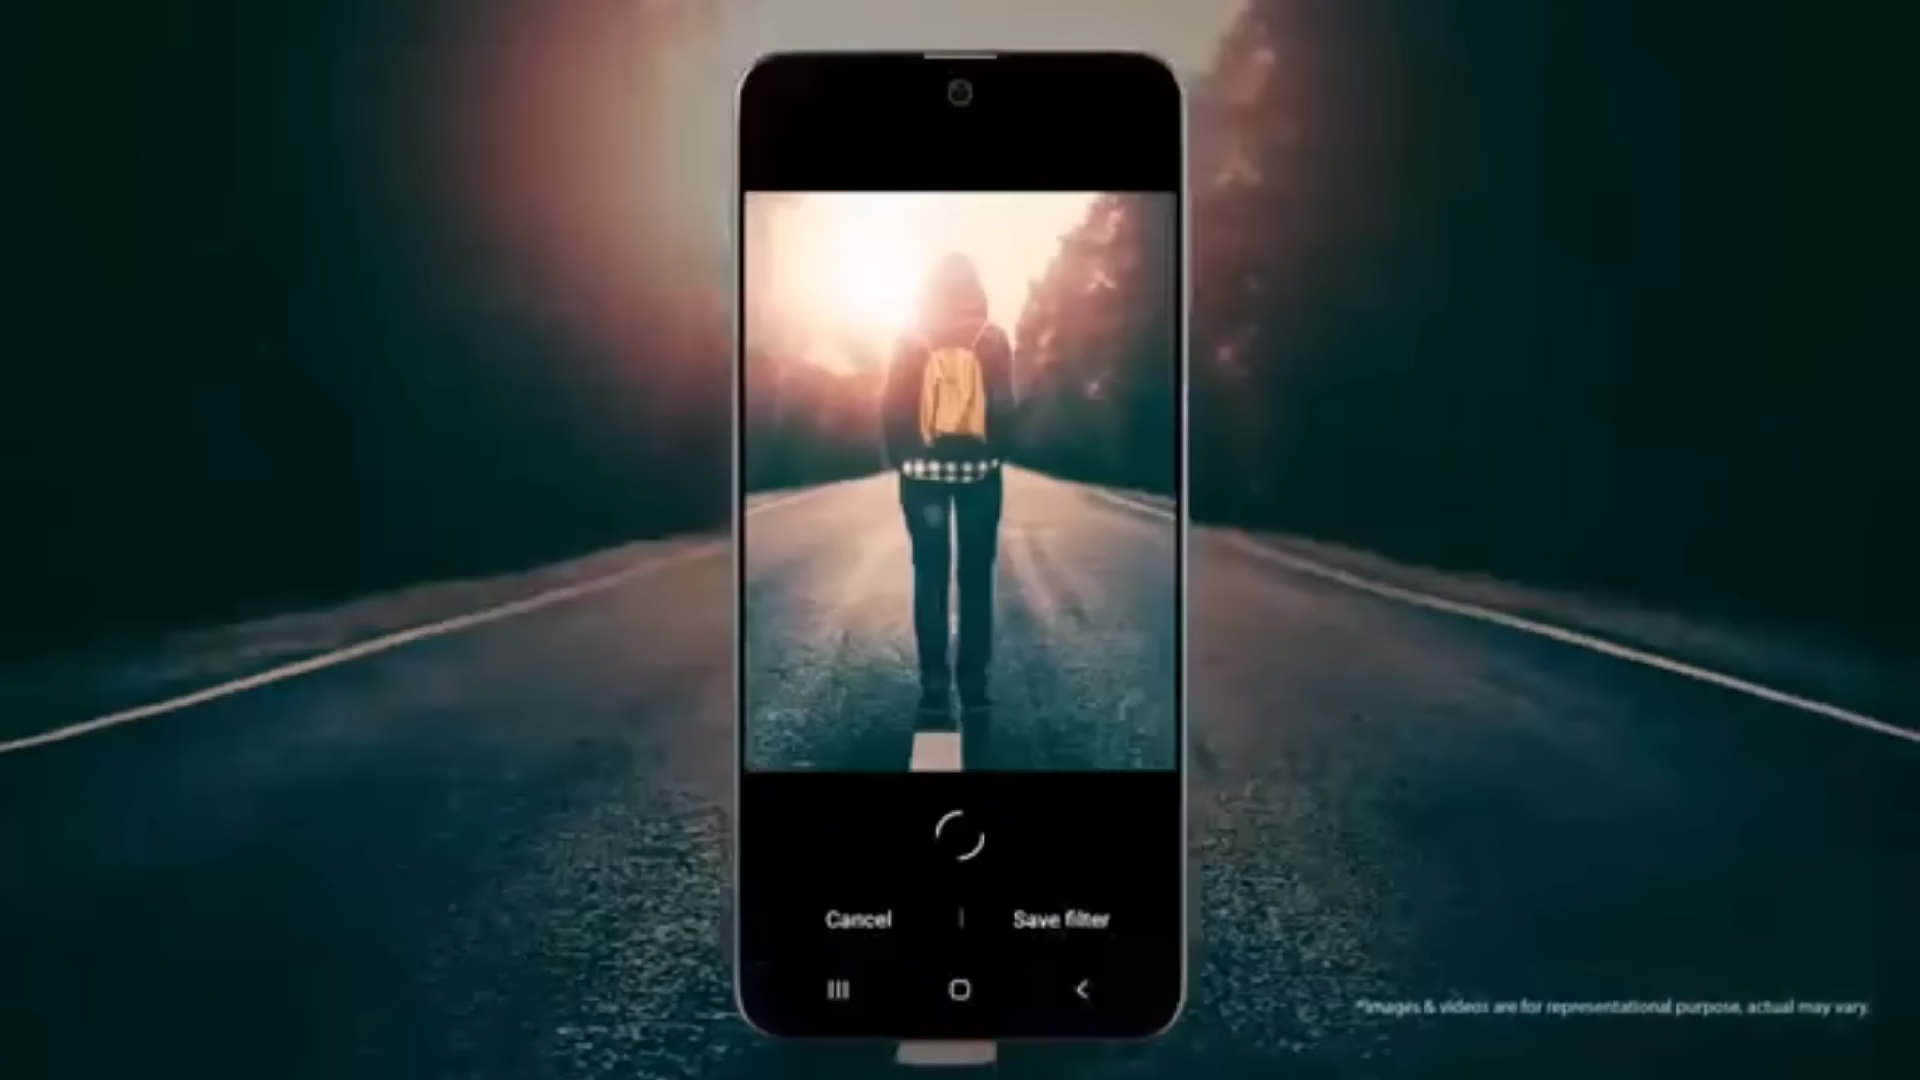 Cancel | Save filter
*Images & videos are for representational purpose, actual may vary.